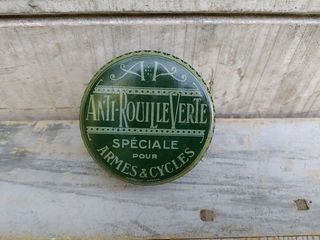 ANTI-ROUILLE VERTE
SPÉCIALE
POUR
ARMES & CYCLES